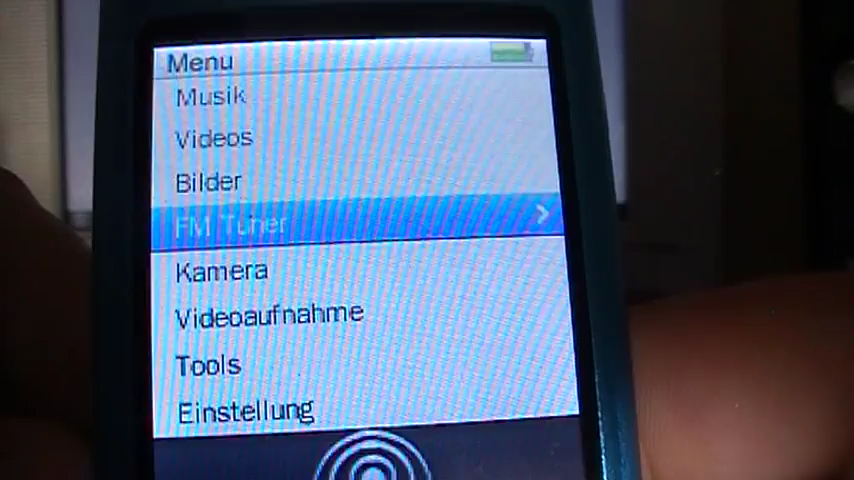 Menu
Musik
Videos
Bilder
FM Tuner
Kamera
Videoaufnahme
Tools
Einstellung